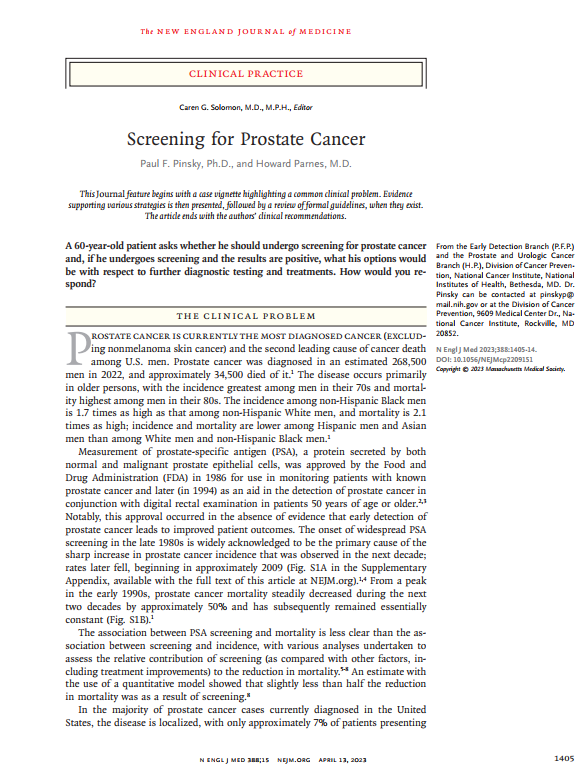 The NEW ENGLAND JOURNAL of MEDICINE
CLINICAL PRACTICE
Caren G. Solomon, M.D., M.P.H., Editor
Screening for Prostate Cancer
Paul F. Pinsky, Ph.D., and Howard Parnes, M.D.
This Journal feature begins with a case vignette highlighting a common clinical problem. Evidence
supporting various strategies is then presented, followed by a review of formal guidelines, when they exist.
The article ends with the authors' clinical recommendations.
A 60-year-old patient asks whether he should undergo screening for prostate cancer
and, if he undergoes screening and the results are positive, what his options would
be with respect to further diagnostic testing and treatments. How would you re-
spond?
THE CLINICAL PROBLEM
PROSTATE CANCER IS CURRENTLY THE MOST DIAGNOSED CANCER (EXCLUD-
ing nonmelanoma skin cancer) and the second leading cause of cancer death
among U.S. men. Prostate cancer was diagnosed in an estimated 268,500
men in 2022, and approximately 34,500 died of it.1 The disease occurs primarily
in older persons, with the incidence greatest among men in their 70s and mortal-
ity highest among men in their 80s. The incidence among non-Hispanic Black men
is 1.7 times as high as that among non-Hispanic White men, and mortality is 2.1
times as high; incidence and mortality are lower among Hispanic men and Asian
men than among White men and non-Hispanic Black men.1
Measurement of prostate-specific antigen (PSA), a protein secreted by both
normal and malignant prostate epithelial cells, was approved by the Food and
Drug Administration (FDA) in 1986 for use in monitoring patients with known
prostate cancer and later (in 1994) as an aid in the detection of prostate cancer in
conjunction with digital rectal examination in patients 50 years of age or older.2,3
Notably, this approval occurred in the absence of evidence that early detection of
prostate cancer leads to improved patient outcomes. The onset of widespread PSA
screening in the late 1980s is widely acknowledged to be the primary cause of the
sharp increase in prostate cancer incidence that was observed in the next decade;
rates later fell, beginning in approximately 2009 (Fig. S1A in the Supplementary
Appendix, available with the full text of this article at NEJM.org).1,4 From a peak
in the early 1990s, prostate cancer mortality steadily decreased during the next
two decades by approximately 50% and has subsequently remained essentially
constant (Fig. S1B).1
The association between PSA screening and mortality is less clear than the as-
sociation between screening and incidence, with various analyses undertaken to
assess the relative contribution of screening (as compared with other factors, in-
cluding treatment improvements) to the reduction in mortality.5-8 An estimate with
the use of a quantitative model showed that slightly less than half the reduction
in mortality was as a result of screening.8
In the majority of prostate cancer cases currently diagnosed in the United
States, the disease is localized, with only approximately 7% of patients presenting
From the Early Detection Branch (P.F.P.)
and the Prostate and Urologic Cancer
Branch (H.P.), Division of Cancer Preven-
tion, National Cancer Institute, National
Institutes of Health, Bethesda, MD. Dr.
Pinsky can be contacted at pinskyp@
mail.nih.gov or at the Division of Cancer
Prevention, 9609 Medical Center Dr., Na-
tional Cancer Institute, Rockville, MD
20852.
N Engl J Med 2023;388:1405-14.
DOI: 10.1056/NEJMcp2209151
Copyright © 2023 Massachusetts Medical Society.
N ENGL J MED 388;15 NEJM.ORG APRIL 13, 2023
1405